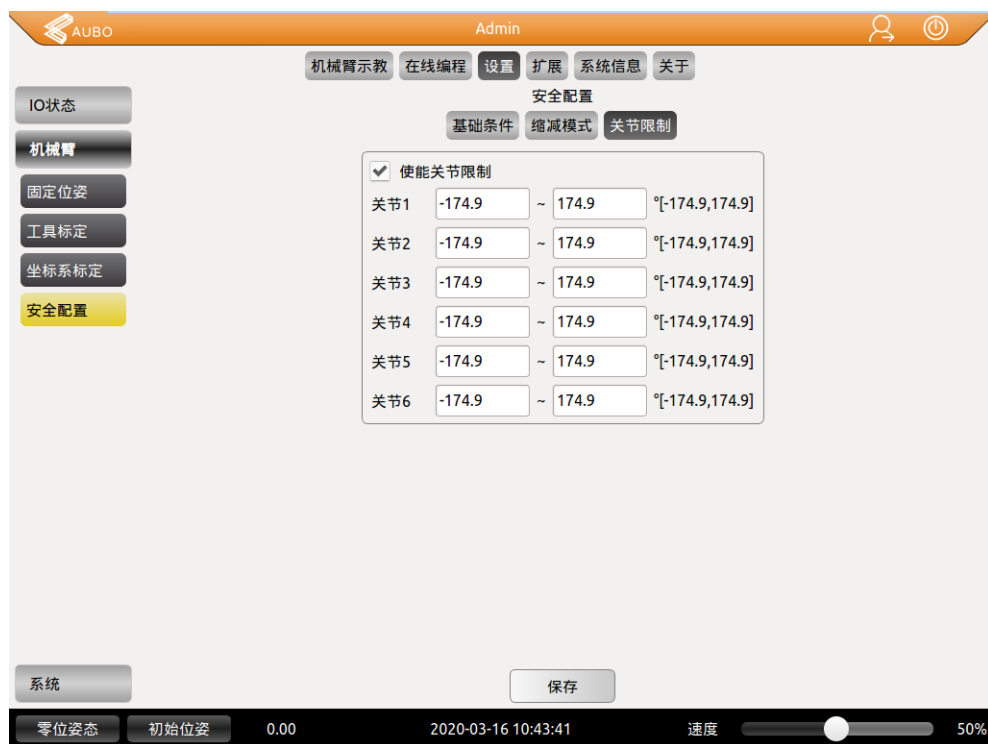 AUBO Admin
机械臂示教 在线编程 设置 扩展 系统信息 关于
安全配置
基础条件 缩减模式 关节限制
IO状态
机械臂
固定位姿
工具标定
坐标系标定
安全配置
使能关节限制
关节1 -174.9 ~ 174.9 °[-174.9,174.9]
关节2 -174.9 ~ 174.9 °[-174.9,174.9]
关节3 -174.9 ~ 174.9 °[-174.9,174.9]
关节4 -174.9 ~ 174.9 °[-174.9,174.9]
关节5 -174.9 ~ 174.9 °[-174.9,174.9]
关节6 -174.9 ~ 174.9 °[-174.9,174.9]
系统
保存
零位姿态 初始位姿 0.00 2020-03-16 10:43:41 速度 50%